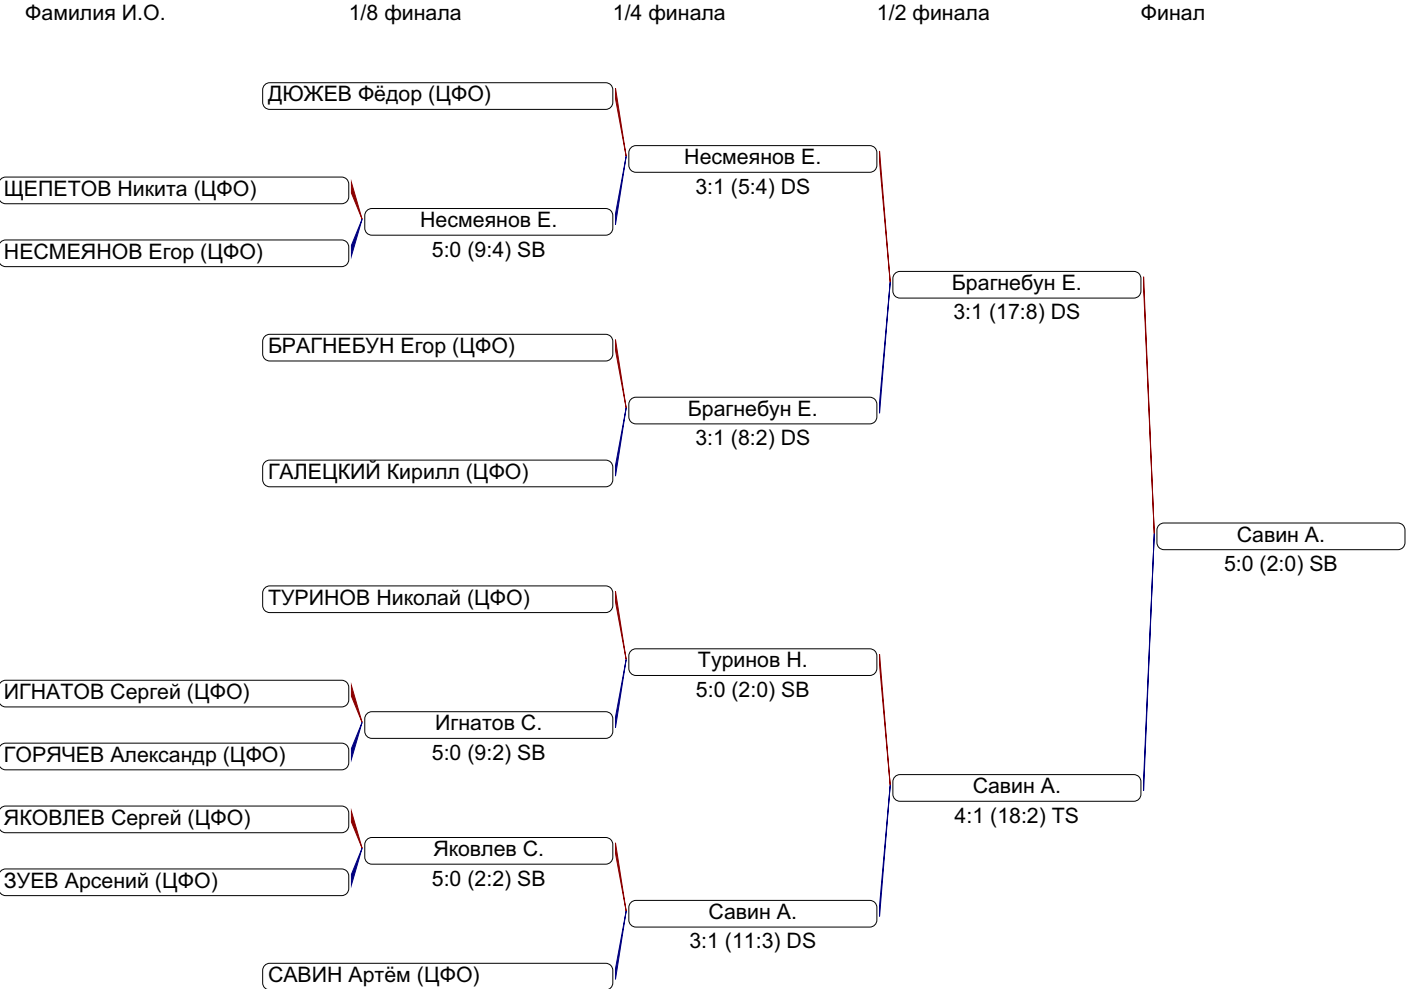 Фамилия И.О. 1/8 финала 1/4 финала 1/2 финала Финал
ДЮЖЕВ Фёдор (ЦФО)
Несмеянов Е.
3:1 (5:4) DS
ЩЕПЕТОВ Никита (ЦФО)
Несмеянов Е.
5:0 (9:4) SB
НЕСМЕЯНОВ Егор (ЦФО)
Брагнебун Е.
3:1 (17:8) DS
БРАГНЕБУН Егор (ЦФО)
Брагнебун Е.
3:1 (8:2) DS
ГАЛЕЦКИЙ Кирилл (ЦФО)
Савин А.
5:0 (2:0) SB
ТУРИНОВ Николай (ЦФО)
Туринов Н.
5:0 (2:0) SB
ИГНАТОВ Сергей (ЦФО)
Игнатов С.
5:0 (9:2) SB
ГОРЯЧЕВ Александр (ЦФО)
Савин А.
4:1 (18:2) TS
ЯКОВЛЕВ Сергей (ЦФО)
Яковлев С.
5:0 (2:2) SB
ЗУЕВ Арсений (ЦФО)
Савин А.
3:1 (11:3) DS
САВИН Артём (ЦФО)